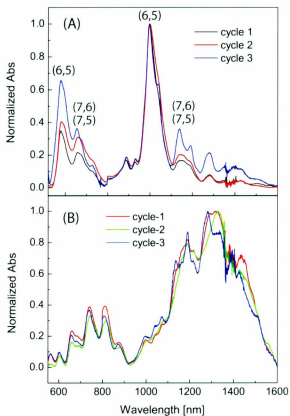 (A)
(6,5)
cycle 1
cycle 2
cycle 3
(6,5)
(7,6)
(7,5)
(7,6)
(7,5)
Normalized Abs
1.0
0.8
0.6
0.4
0.2
0.0
(B)
cycle-1
cycle-2
cycle-3
Normalized Abs
1.0
0.8
0.6
0.4
0.2
0.0
600 800 1000 1200 1400 1600
Wavelength [nm]